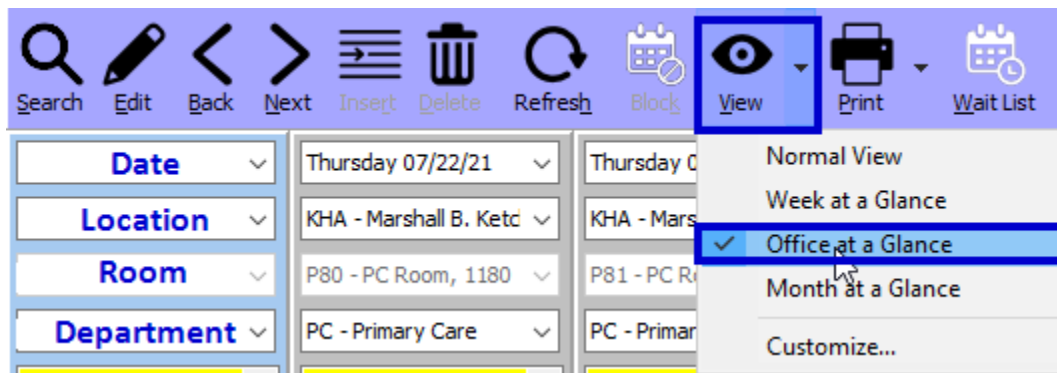 Search Edit Back Next Insert Delete Refresh Block View Print Wait List
Date Thursday 07/22/21 Thursday
Normal View
Week at a Glance
Location KHA - Marshall B. Ketc KHA - Mars
Office at a Glance
Room P80 - PC Room, 1180 P81 - PC R
Month at a Glance
Department PC - Primary Care PC - Primar
Customize...